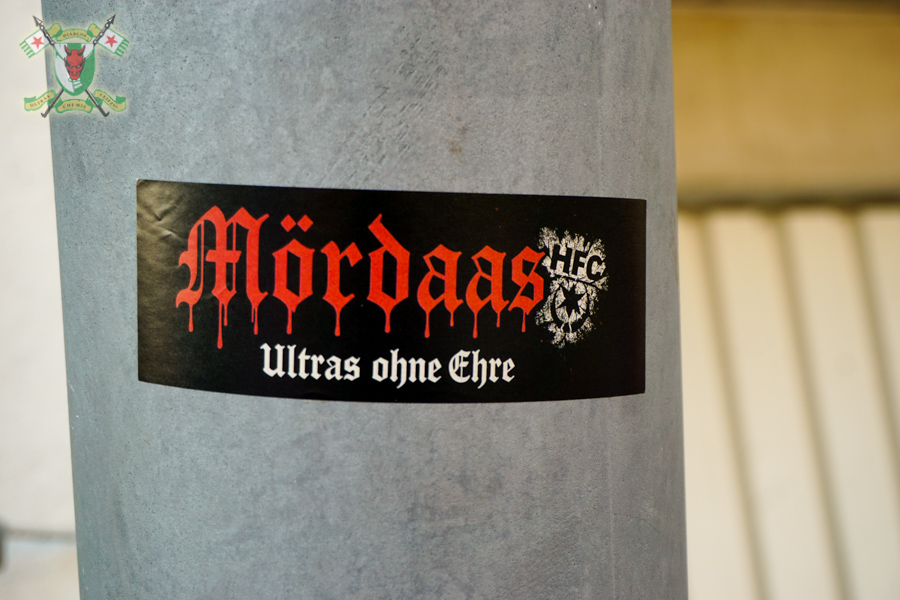 Mördaas
HFC
Ultras ohne Ehre